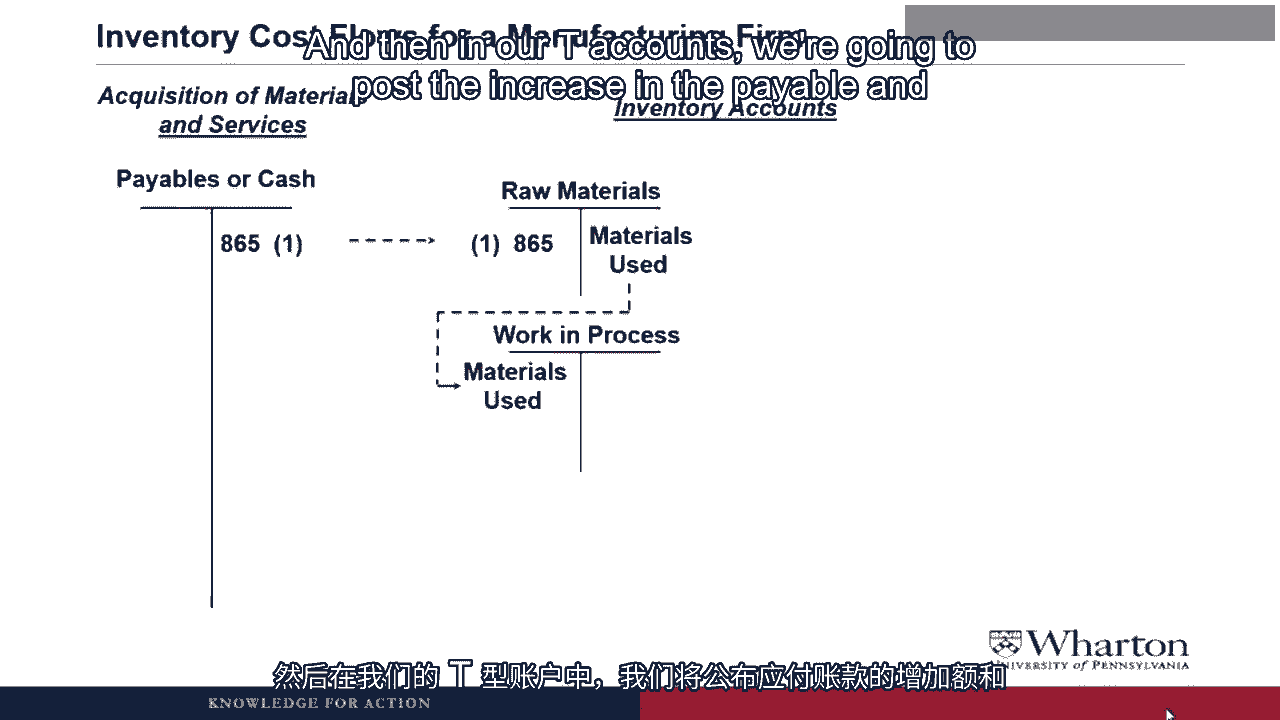 Inventory Cost Flows for a Manufacturing Firm
And then in our T accounts, we're going to
post the increase in the payable and
Acquisition of Materials
and Services
Inventory Accounts
Payables or Cash
Raw Materials
865 (1)
(1) 865
Materials
Used
Work in Process
Materials
Used
然后在我们的 T 型账户中，我们将公布应付账款的增加额和
Wharton
UNIVERSITY of PENNSYLVANIA
KNOWLEDGE FOR ACTION